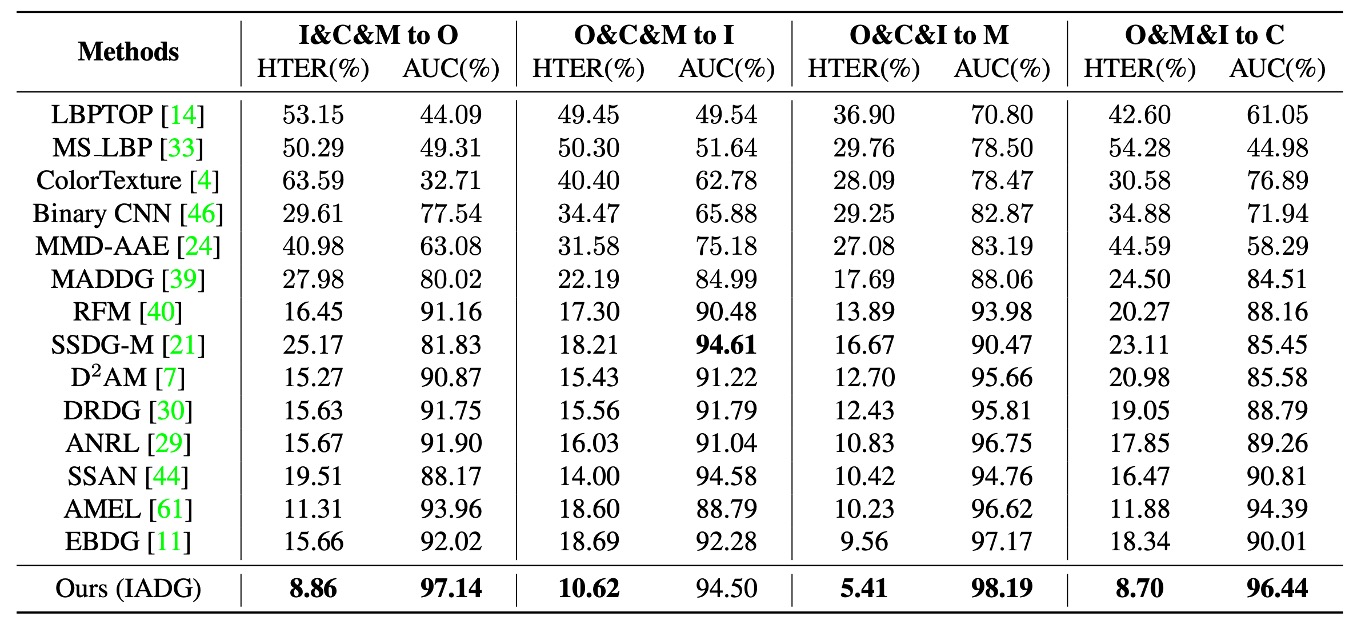 Methods I&C&M to O O&C&M to I O&C&I to M O&M&I to C
HTER(%) AUC(%) HTER(%) AUC(%) HTER(%) AUC(%) HTER(%) AUC(%)
LBPTOP [14] 53.15 44.09 49.45 49.54 36.90 70.80 42.60 61.05
MS_LBP [33] 50.29 49.31 50.30 51.64 29.76 78.50 54.28 44.98
ColorTexture [4] 63.59 32.71 40.40 62.78 28.09 78.47 30.58 76.89
Binary CNN [46] 29.61 77.54 34.47 65.88 29.25 82.87 34.88 71.94
MMD-AAE [24] 40.98 63.08 31.58 75.18 27.08 83.19 44.59 58.29
MADDG [39] 27.98 80.02 22.19 84.99 17.69 88.06 24.50 84.51
RFM [40] 16.45 91.16 17.30 90.48 13.89 93.98 20.27 88.16
SSDG-M [21] 25.17 81.83 18.21 94.61 16.67 90.47 23.11 85.45
D²AM [7] 15.27 90.87 15.43 91.22 12.70 95.66 20.98 85.58
DRDG [30] 15.63 91.75 15.56 91.79 12.43 95.81 19.05 88.79
ANRL [29] 15.67 91.90 16.03 91.04 10.83 96.75 17.85 89.26
SSAN [44] 19.51 88.17 14.00 94.58 10.42 94.76 16.47 90.81
AMEL [61] 11.31 93.96 18.60 88.79 10.23 96.62 11.88 94.39
EBDG [11] 15.66 92.02 18.69 92.28 9.56 97.17 18.34 90.01
Ours (IADG) 8.86 97.14 10.62 94.50 5.41 98.19 8.70 96.44